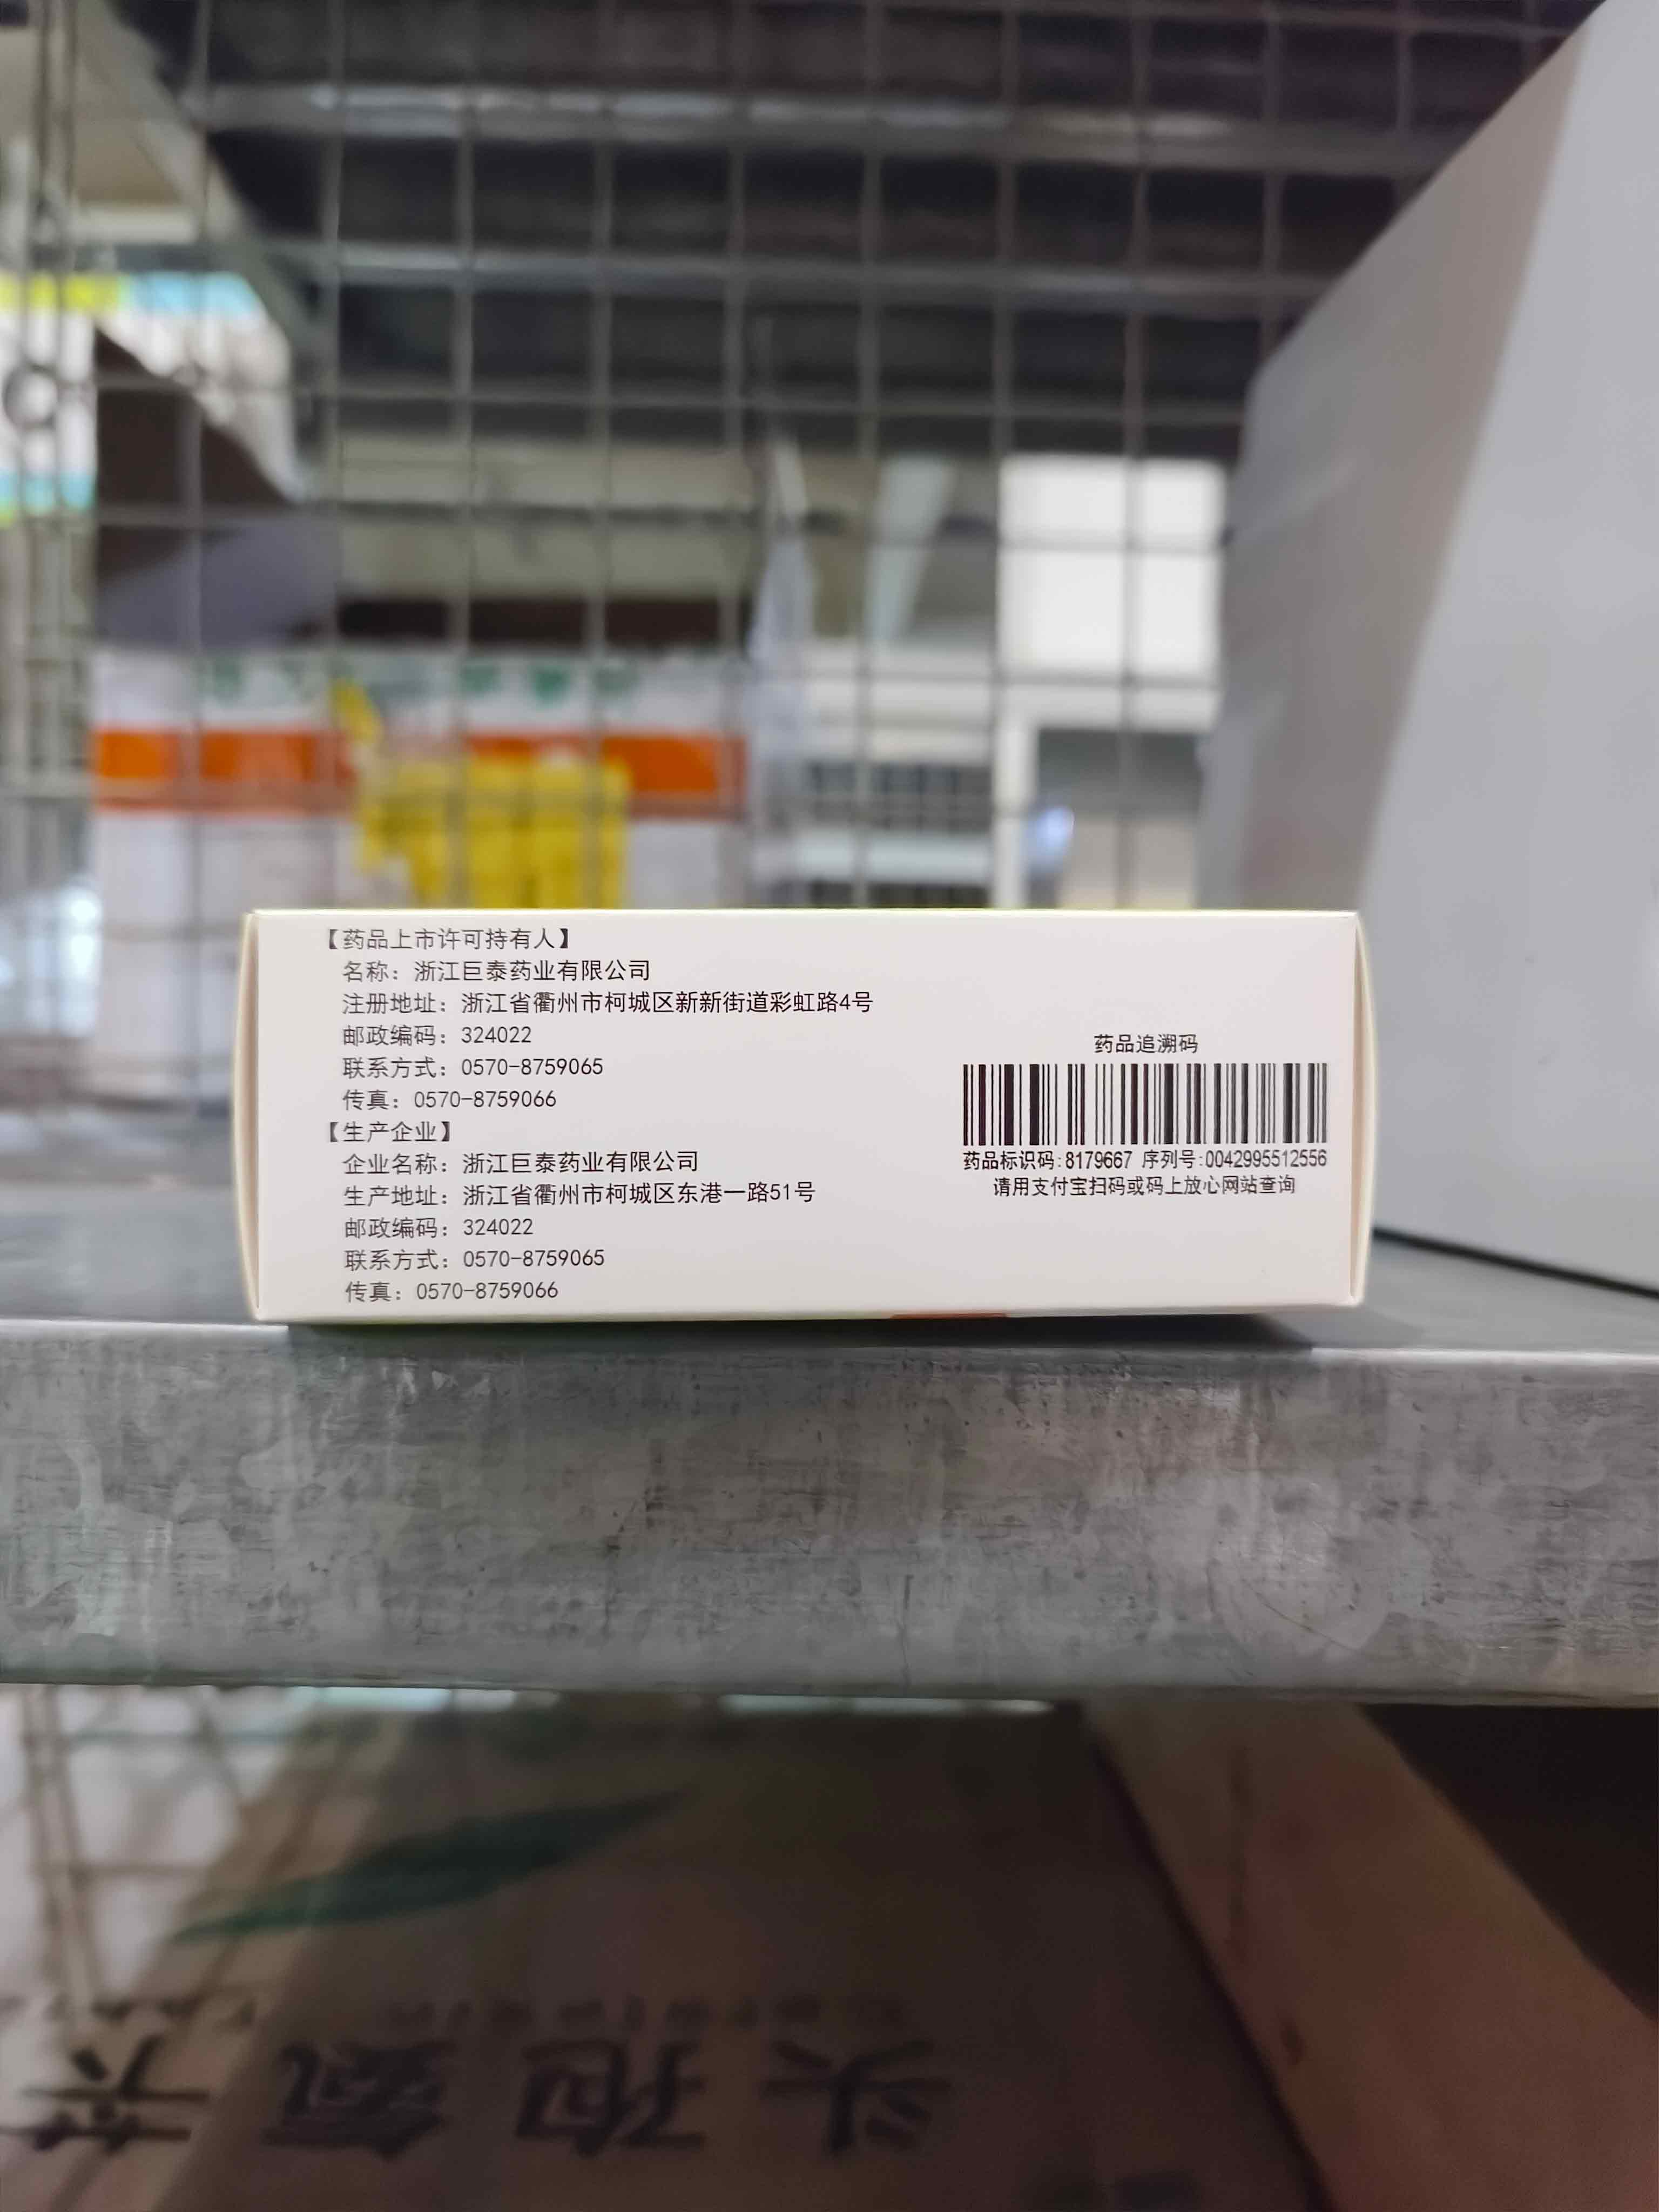 【药品上市许可持有人】
名称：浙江巨泰药业有限公司
注册地址：浙江省衢州市柯城区新新街道彩虹路4号
邮政编码：324022
联系方式：0570-8759065
传真：0570-8759066
【生产企业】
企业名称：浙江巨泰药业有限公司
生产地址：浙江省衢州市柯城区东港一路51号
邮政编码：324022
联系方式：0570-8759065
传真：0570-8759066
药品追溯码
药品标识码:8179667 序列号:0042995512556
请用支付宝扫码或码上放心网站查询
头孢氨苄